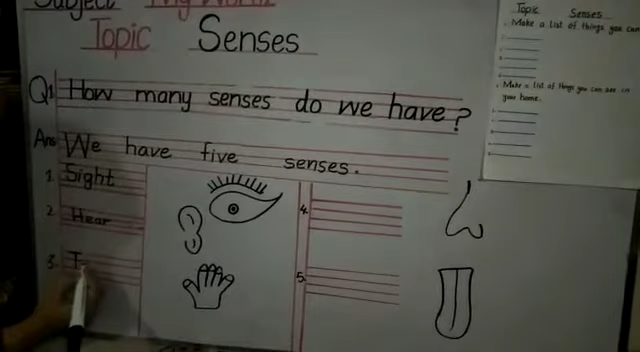 Subject My World
Topic Senses
Q1 How many senses do we have?
Ans We have five senses.
1. Sight
2. Hear
3. T
4.
5.
Topic Senses
Make a list of things you can
Make a list of things you can see in
your home.